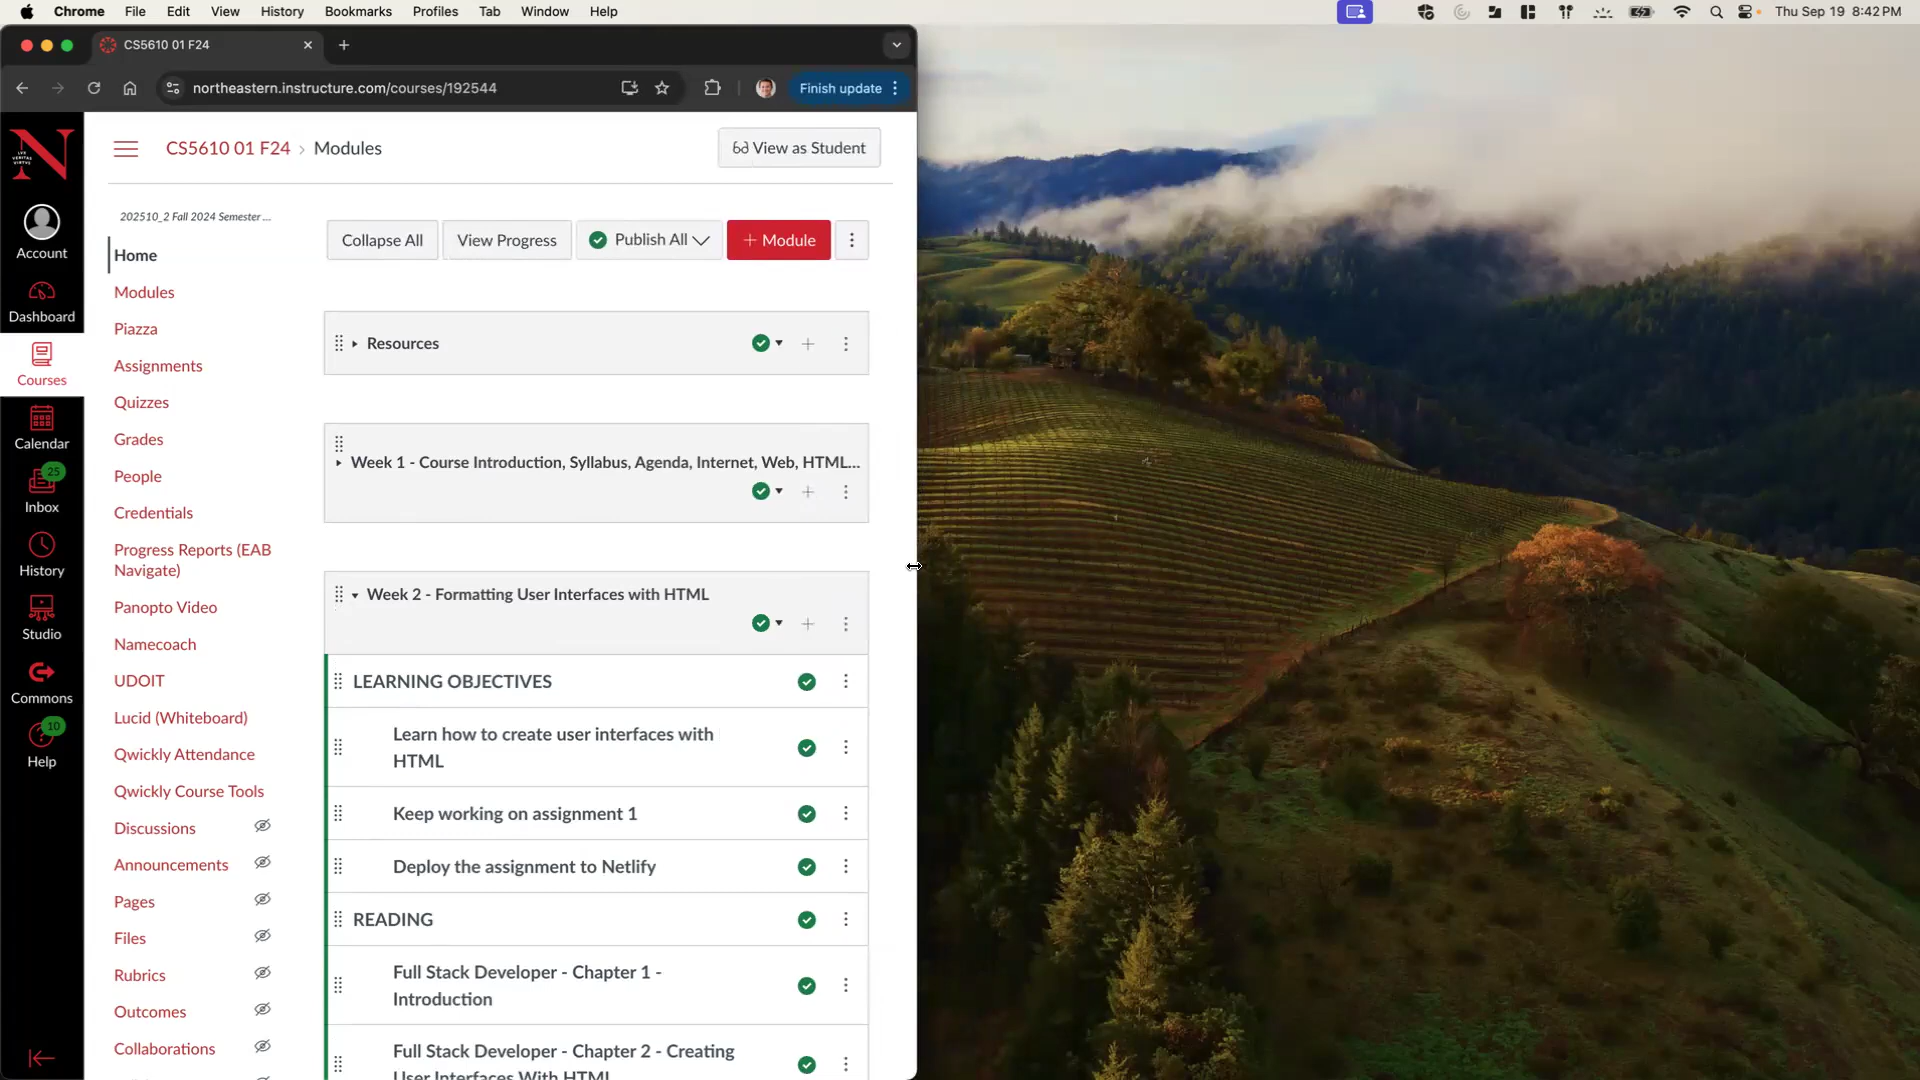 Chrome File Edit View History Bookmarks Profiles Tab Window Help Thu Sep 19 8:42 PM
CS5610 01 F24
northeastern.instructure.com/courses/192544 Finish update
N
CS5610 01 F24 › Modules View as Student
202510_2 Fall 2024 Semester ...
Collapse All View Progress Publish All + Module
Account
Dashboard
Courses
Calendar
25
Inbox
History
Studio
Commons
10
Help
Home
Modules
Piazza
Assignments
Quizzes
Grades
People
Credentials
Progress Reports (EAB
Navigate)
Panopto Video
Namecoach
UDOIT
Lucid (Whiteboard)
Qwickly Attendance
Qwickly Course Tools
Discussions
Announcements
Pages
Files
Rubrics
Outcomes
Collaborations
Resources
Week 1 - Course Introduction, Syllabus, Agenda, Internet, Web, HTML...
Week 2 - Formatting User Interfaces with HTML
LEARNING OBJECTIVES
Learn how to create user interfaces with
HTML
Keep working on assignment 1
Deploy the assignment to Netlify
READING
Full Stack Developer - Chapter 1 -
Introduction
Full Stack Developer - Chapter 2 - Creating
User Interfaces With HTML